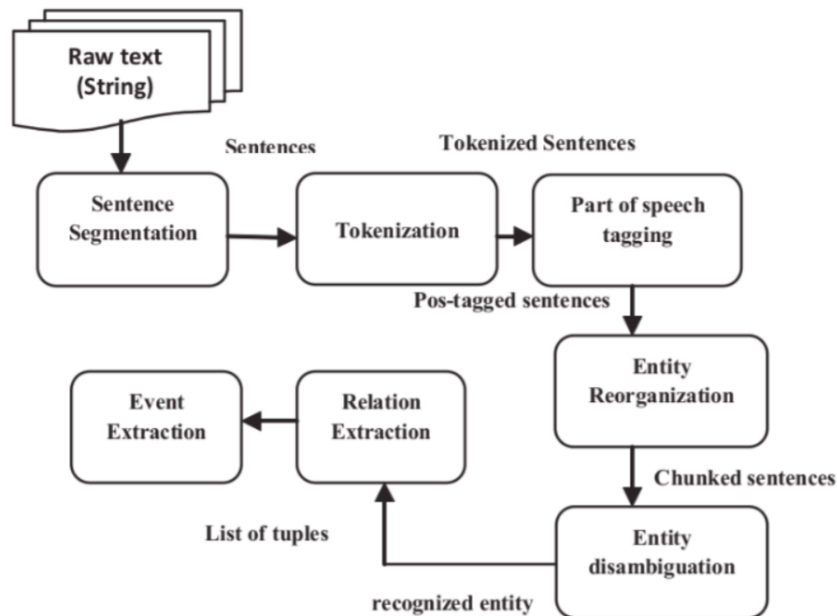 Raw text
(String)
Sentences
Tokenized Sentences
Sentence
Segmentation
Tokenization
Part of speech
tagging
Pos-tagged sentences
Entity
Reorganization
Chunked sentences
Entity
disambiguation
recognized entity
List of tuples
Relation
Extraction
Event
Extraction